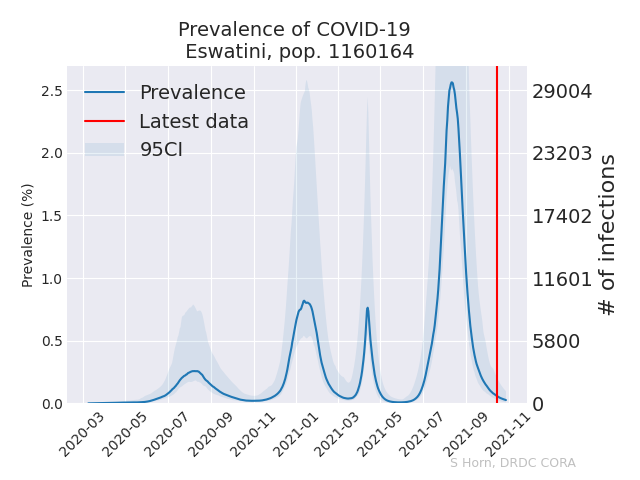 Prevalence of COVID-19
Eswatini, pop. 1160164
Prevalence
Latest data
95CI
Prevalence (%)
2.5
2.0
1.5
1.0
0.5
0.0
29004
23203
17402
11601
5800
0
# of infections
2020-03
2020-05
2020-07
2020-09
2020-11
2021-01
2021-03
2021-05
2021-07
2021-09
2021-11
S Horn, DRDC CORA